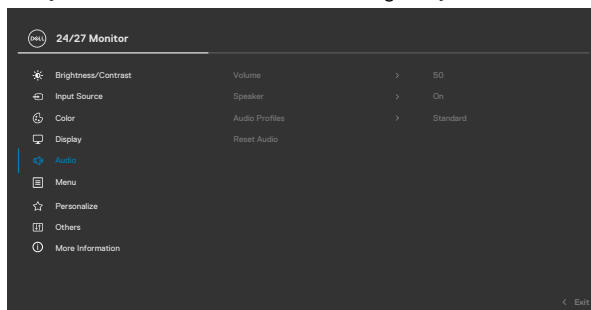 DELL 24/27 Monitor
Brightness/Contrast Volume > 50
Input Source Speaker > On
Color Audio Profiles > Standard
Display Reset Audio
Audio
Menu
Personalize
Others
More Information
< Exit